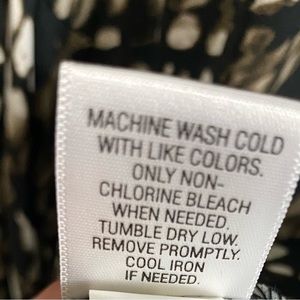 MACHINE WASH COLD
WITH LIKE COLORS.
ONLY NON-
CHLORINE BLEACH
WHEN NEEDED.
TUMBLE DRY LOW.
REMOVE PROMPTLY.
COOL IRON
IF NEEDED.